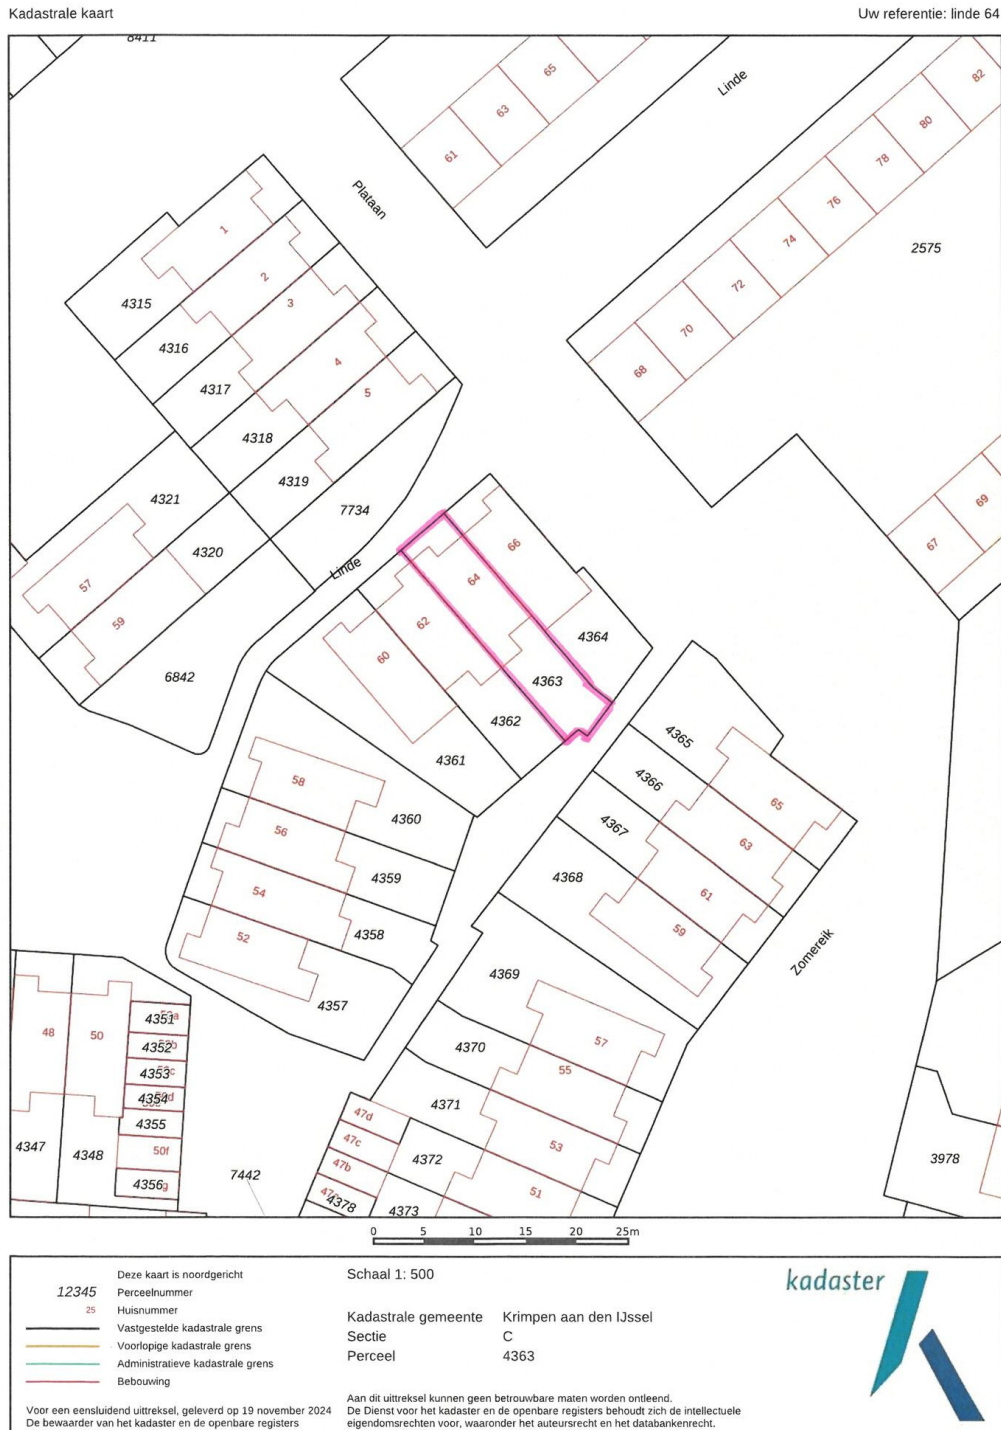 Kadastrale kaart
Uw referentie: linde 64
8411
65
63
61
Linde
82
80
78
76
74
72
70
68
2575
Plataan
1
2
3
4
5
4315
4316
4317
4318
4319
4321
4320
7734
57
59
6842
Linde
66
64
62
60
4364
4363
4362
4361
69
67
58
56
54
52
4360
4359
4358
4357
4365
4366
4367
4368
65
63
61
59
Zomereik
4369
4370
4371
4372
4373
57
55
53
51
48
50
4351
4352
4353
4354
4355
50f
4356
4347
4348
7442
47d
47c
47b
4378
3978
0 5 10 15 20 25m
Deze kaart is noordgericht
12345 Perceelnummer
25 Huisnummer
Vastgestelde kadastrale grens
Voorlopige kadastrale grens
Administratieve kadastrale grens
Bebouwing
Voor een eensluidend uittreksel, geleverd op 19 november 2024
De bewaarder van het kadaster en de openbare registers
Schaal 1: 500
Kadastrale gemeente Krimpen aan den IJssel
Sectie C
Perceel 4363
Aan dit uittreksel kunnen geen betrouwbare maten worden ontleend.
De Dienst voor het kadaster en de openbare registers behoudt zich de intellectuele
eigendomsrechten voor, waaronder het auteursrecht en het databankenrecht.
kadaster